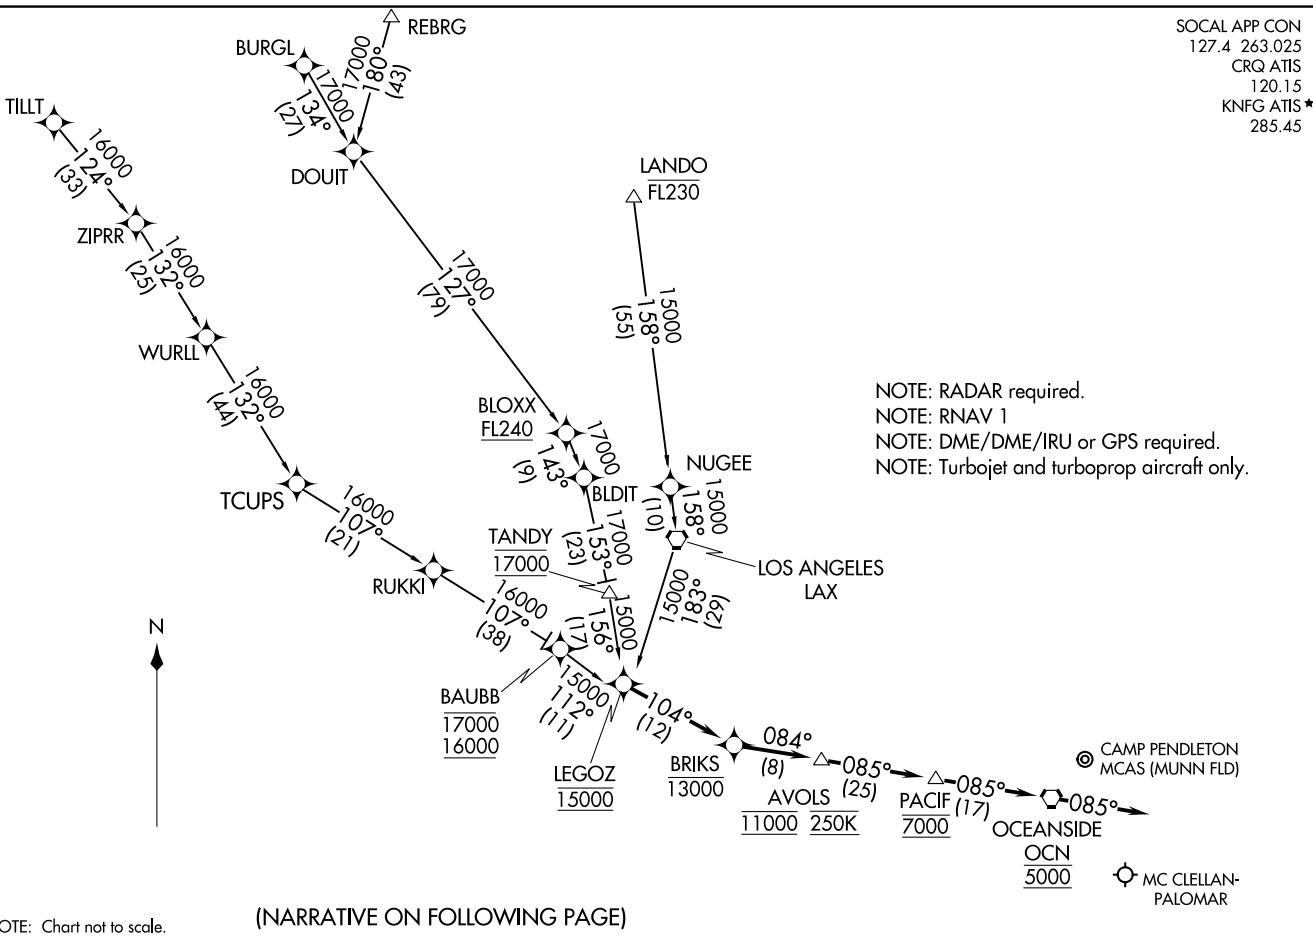 SOCAL APP CON
127.4 263.025
CRQ ATIS
120.15
KNFG ATIS*
285.45
REBRG
17000
180°
(43)
BURGL
17000
134°
(27)
TILLT
16000
124°
(33)
DOUIT
LANDO
FL230
ZIPRR
16000
132°
(25)
17000
127°
(79)
15000
158°
(55)
WURLL
16000
132°
(44)
NOTE: RADAR required.
NOTE: RNAV 1
NOTE: DME/DME/IRU or GPS required.
NOTE: Turbojet and turboprop aircraft only.
BLOXX
FL240
17000
143°
(9)
NUGEE
BLDIT
15000
158°
(10)
TCUPS
16000
107°
(21)
17000
153°
(23)
TANDY
17000
LOS ANGELES
LAX
RUKKI
16000
107°
(38)
15000
156°
(17)
15000
183°
(29)
N
BAUBB
17000
16000
15000
112°
(11)
104°
(12)
LEGOZ
15000
BRIKS
13000
084°
(8)
AVOLS
11000 250K
085°
(25)
PACIF
7000
085°
(17)
OCEANSIDE
OCN
5000
085°
CAMP PENDLETON
MCAS (MUNN FLD)
MC CLELLAN-
PALOMAR
OTE: Chart not to scale.
(NARRATIVE ON FOLLOWING PAGE)